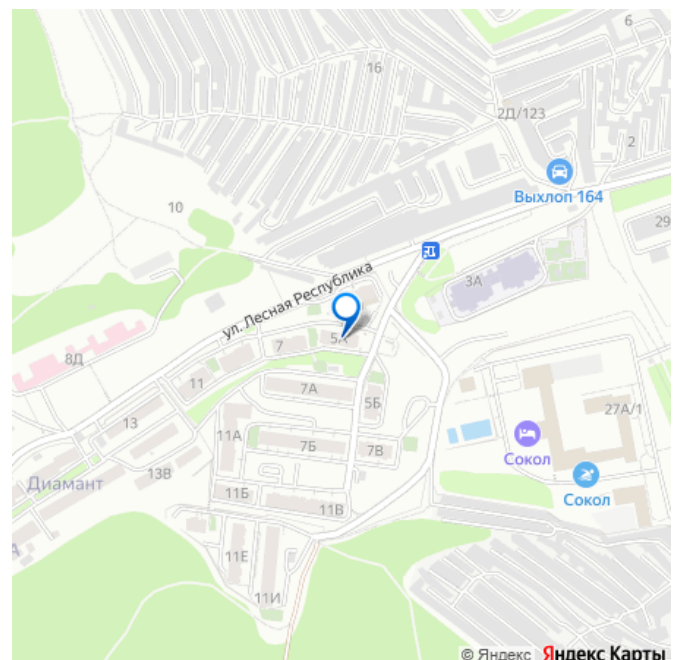 6
16
2Д/123
2
Выхлоп 164
10
29
ул. Лесная Республика
3А
5А
7
8Д
11
7А
5Б
27А/1
13
11А
7Б
7В
Сокол
13В
Диамант
11Б
Сокол
11В
А
11Е
11И
© Яндекс Яндекс Карты